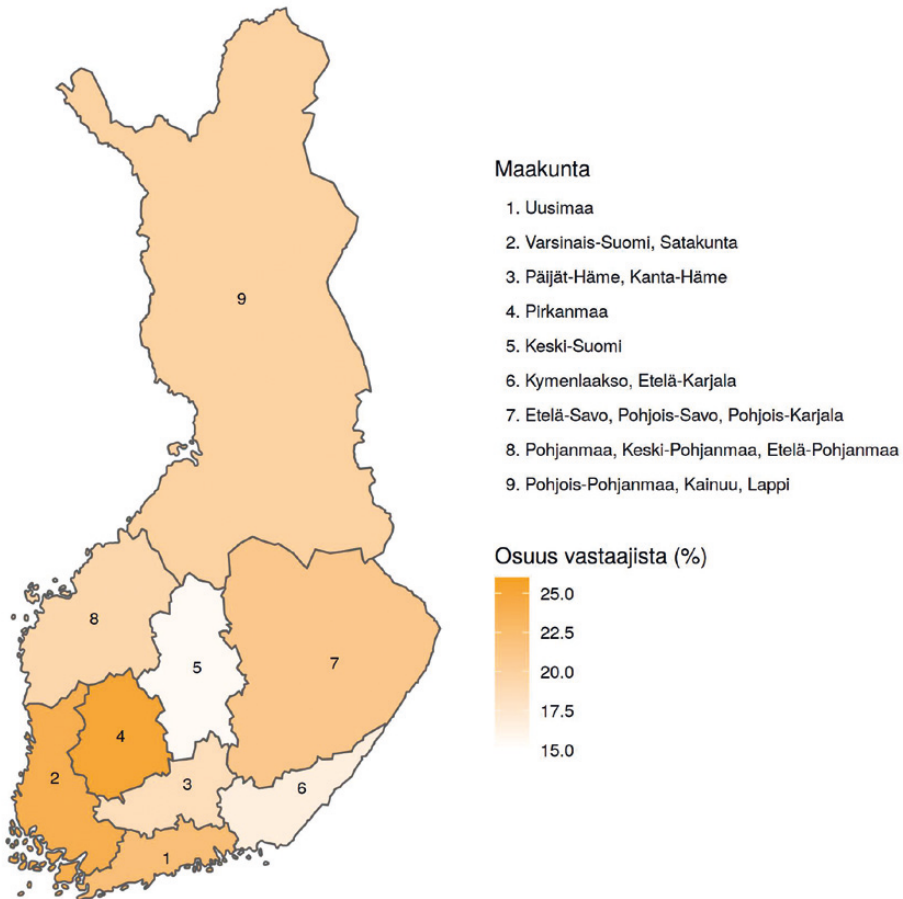 Maakunta
1. Uusimaa
2. Varsinais-Suomi, Satakunta
3. Päijät-Häme, Kanta-Häme
4. Pirkanmaa
5. Keski-Suomi
6. Kymenlaakso, Etelä-Karjala
7. Etelä-Savo, Pohjois-Savo, Pohjois-Karjala
8. Pohjanmaa, Keski-Pohjanmaa, Etelä-Pohjanmaa
9. Pohjois-Pohjanmaa, Kainuu, Lappi
Osuus vastaajista (%)
25.0
22.5
20.0
17.5
15.0
9
8
5
7
4
2
3
6
1